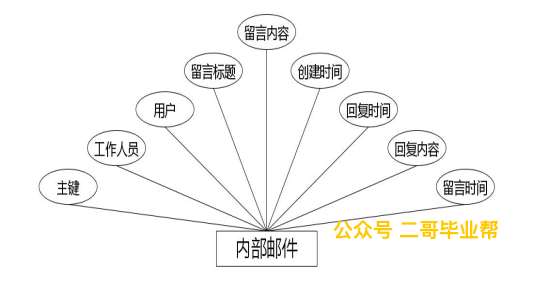 留言内容
留言标题
创建时间
用户
回复时间
工作人员
回复内容
主键
留言时间
公众号 二哥毕业帮
内部邮件